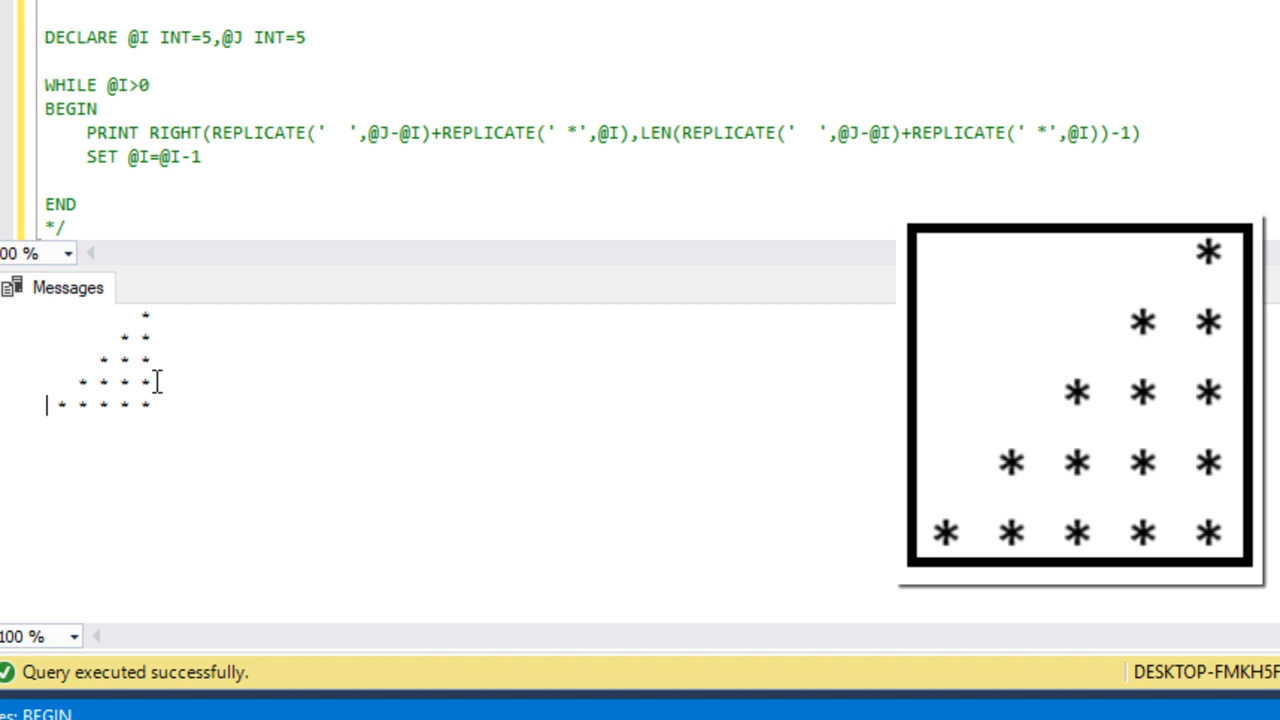 DECLARE @I INT=5,@J INT=5
WHILE @I>0
BEGIN
PRINT RIGHT(REPLICATE('  ',@J-@I)+REPLICATE(' *',@I),LEN(REPLICATE('  ',@J-@I)+REPLICATE(' *',@I))-1)
SET @I=@I-1
END
*/
00 %
Messages
*
* *
* * *
* * * *
* * * * *
*
* *
* * *
* * * *
* * * * *
100 %
Query executed successfully.
DESKTOP-FMKH5F
es: BEGIN